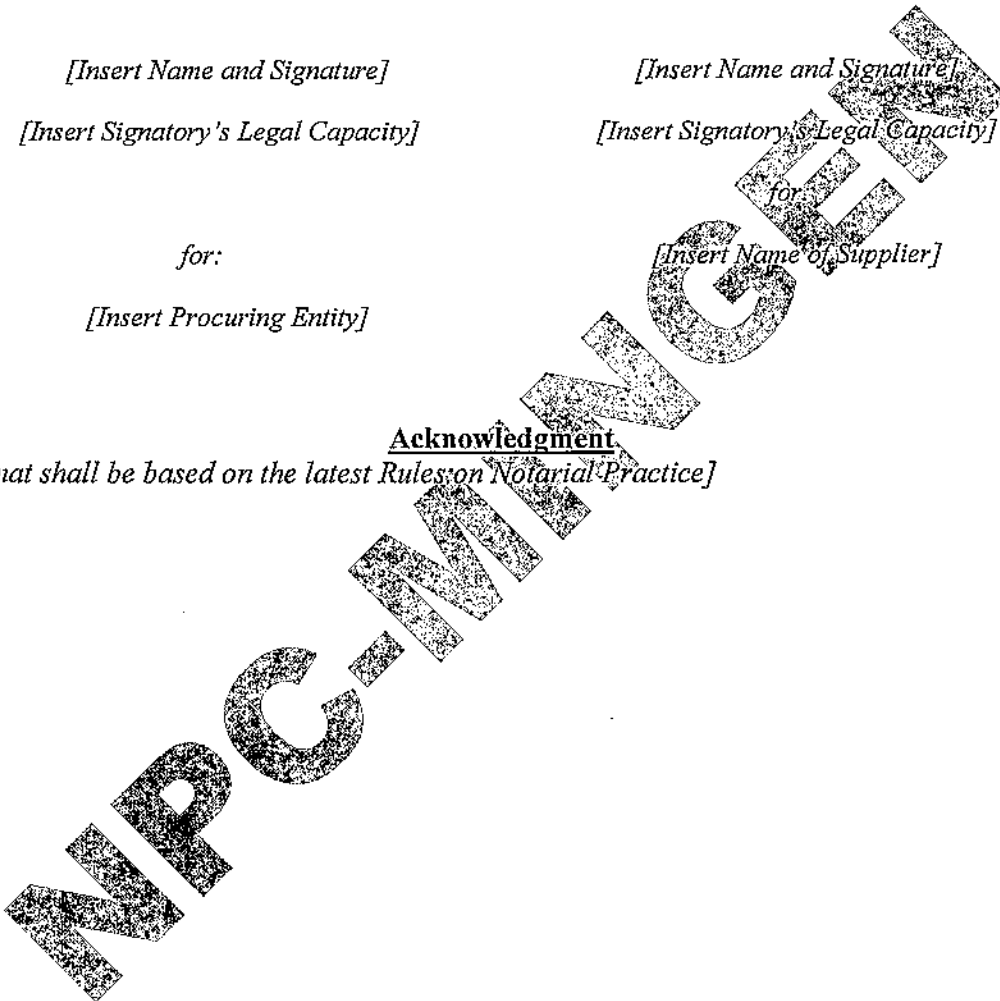 [Insert Name and Signature]
[Insert Signatory's Legal Capacity]
for:
[Insert Procuring Entity]
[Insert Name and Signature]
[Insert Signatory's Legal Capacity]
for:
[Insert Name of Supplier]
Acknowledgment
shall be based on the latest Rules on Notarial Practice]
NPC-MINGEN